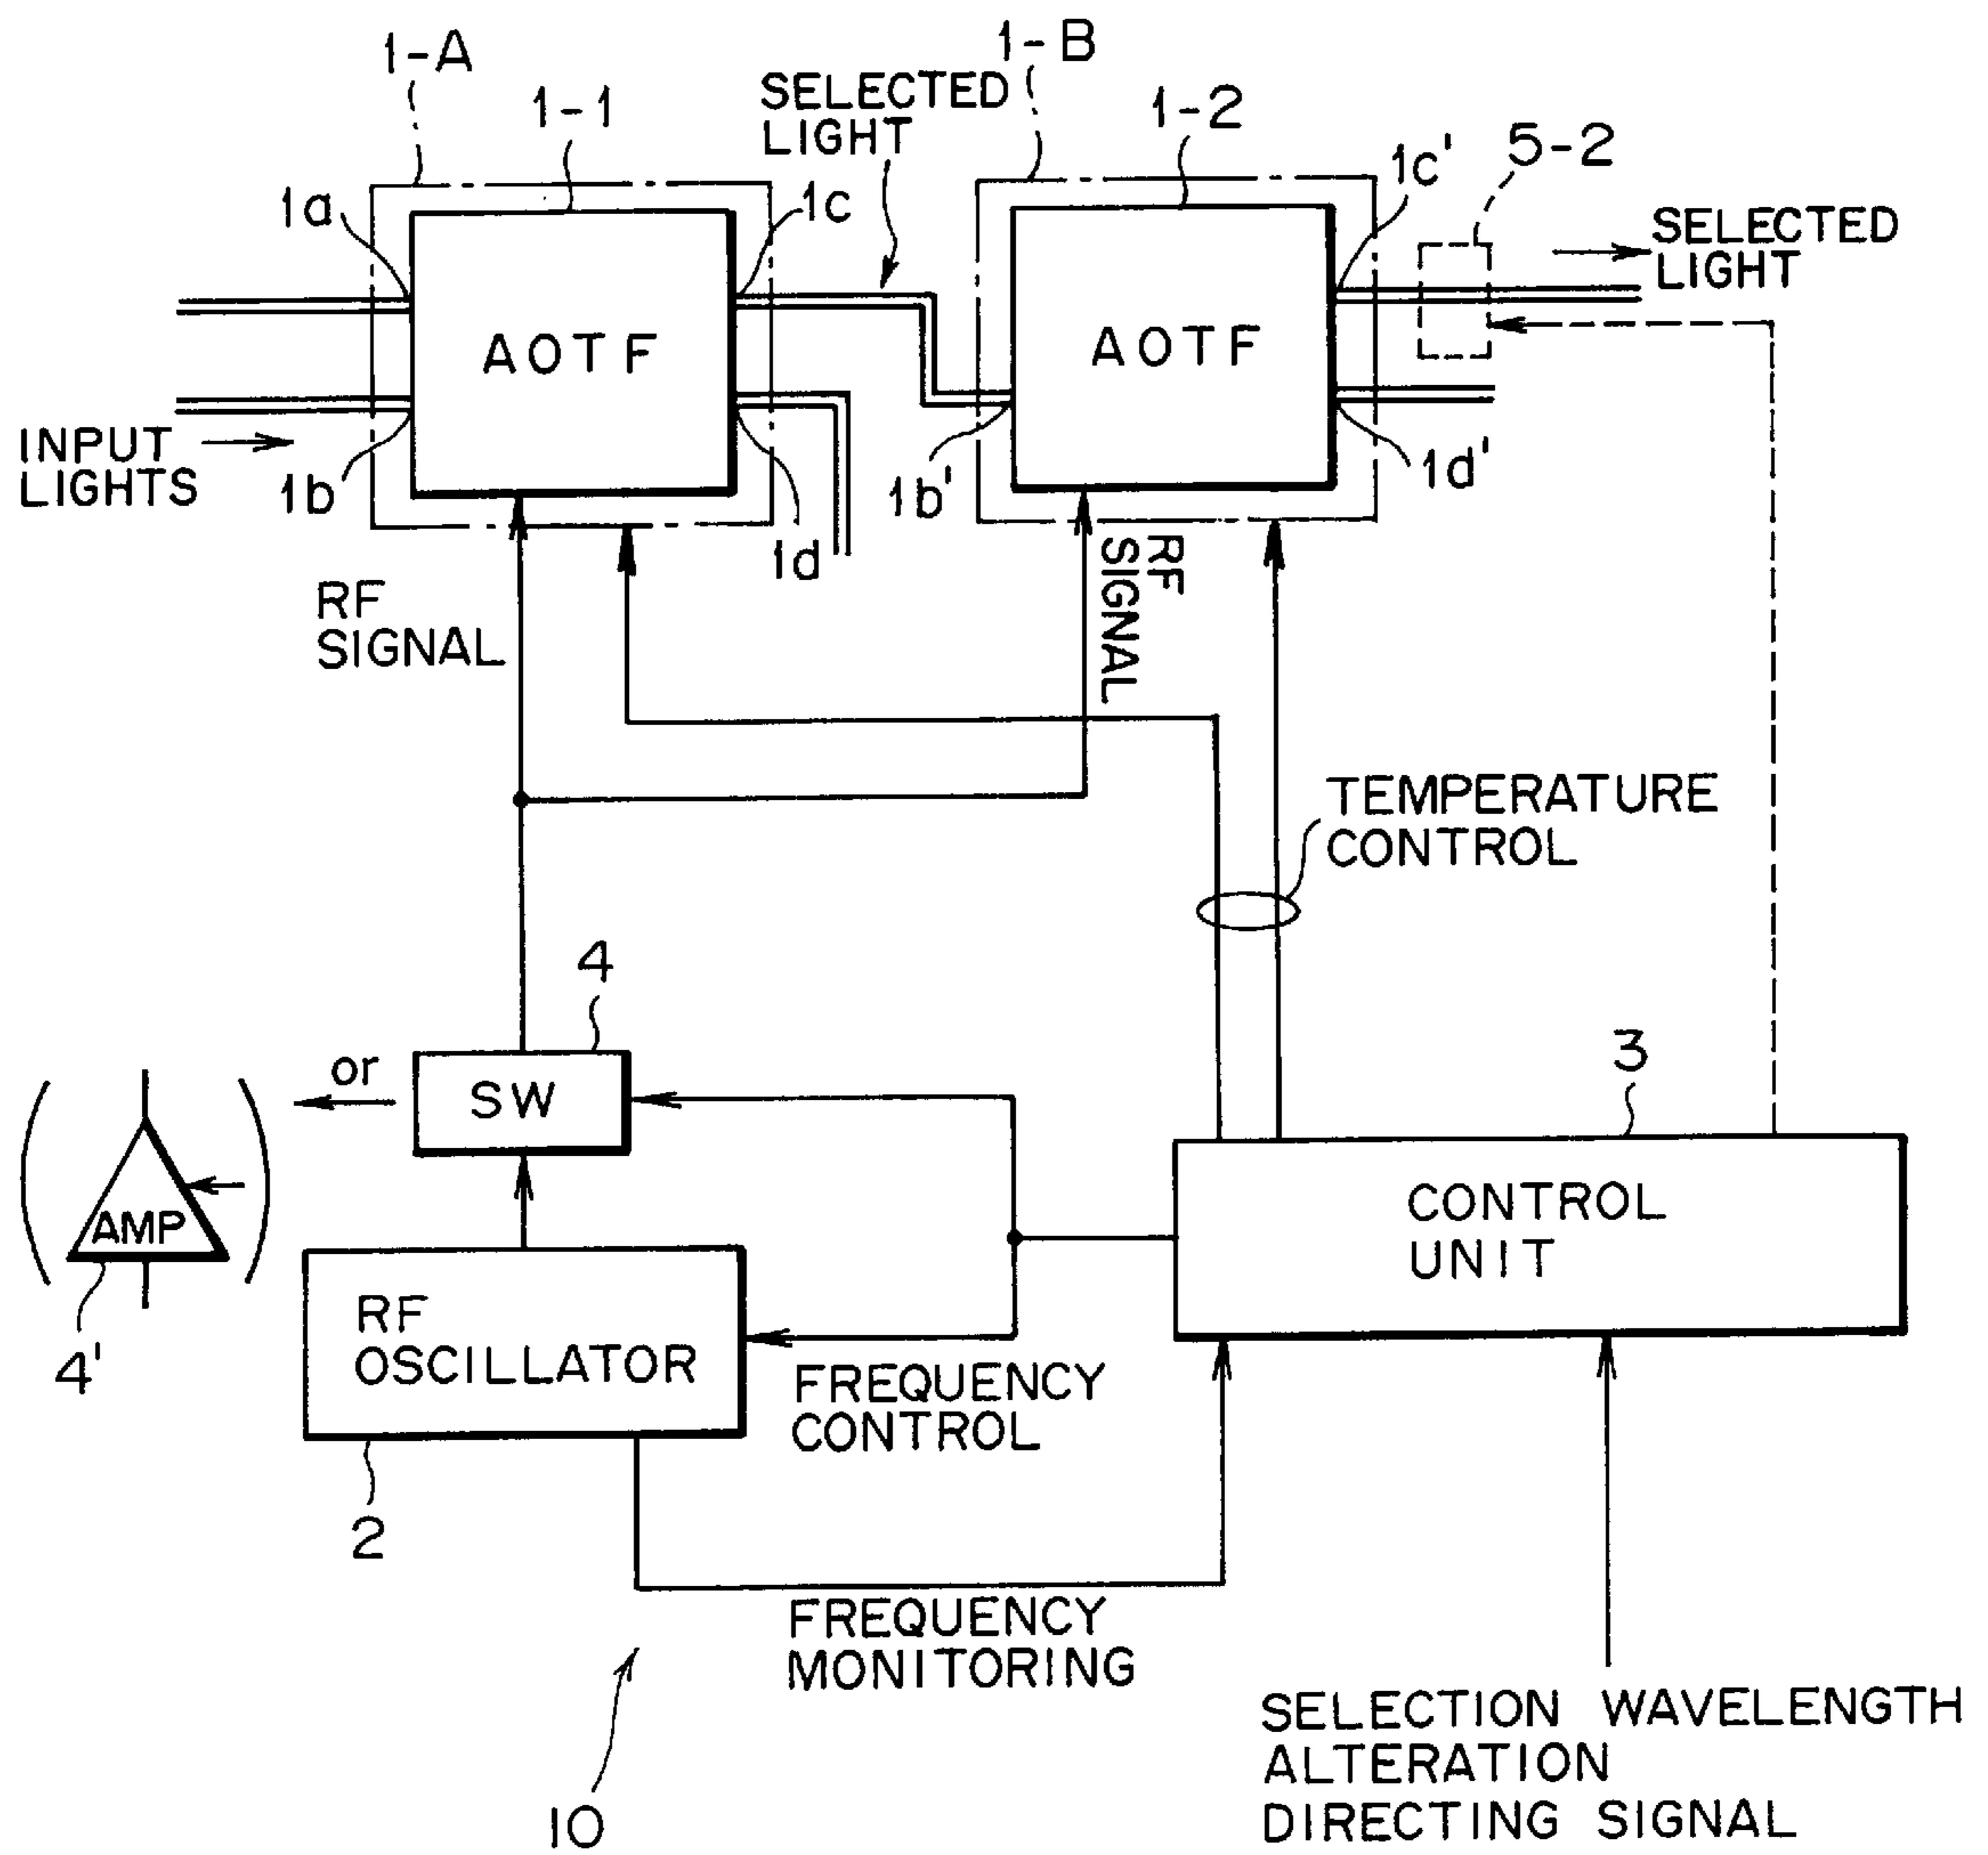 1-A
1-B
1-1
SELECTED
LIGHT
1-2
5-2
1a
1c
1c'
SELECTED
LIGHT
AOTF
AOTF
INPUT
LIGHTS
1b
1d
1b'
1d'
RF
SIGNAL
RF
SIGNAL
TEMPERATURE
CONTROL
4
3
or
SW
AMP
4'
CONTROL
UNIT
RF
OSCILLATOR
2
FREQUENCY
CONTROL
FREQUENCY
MONITORING
10
SELECTION WAVELENGTH
ALTERATION
DIRECTING SIGNAL